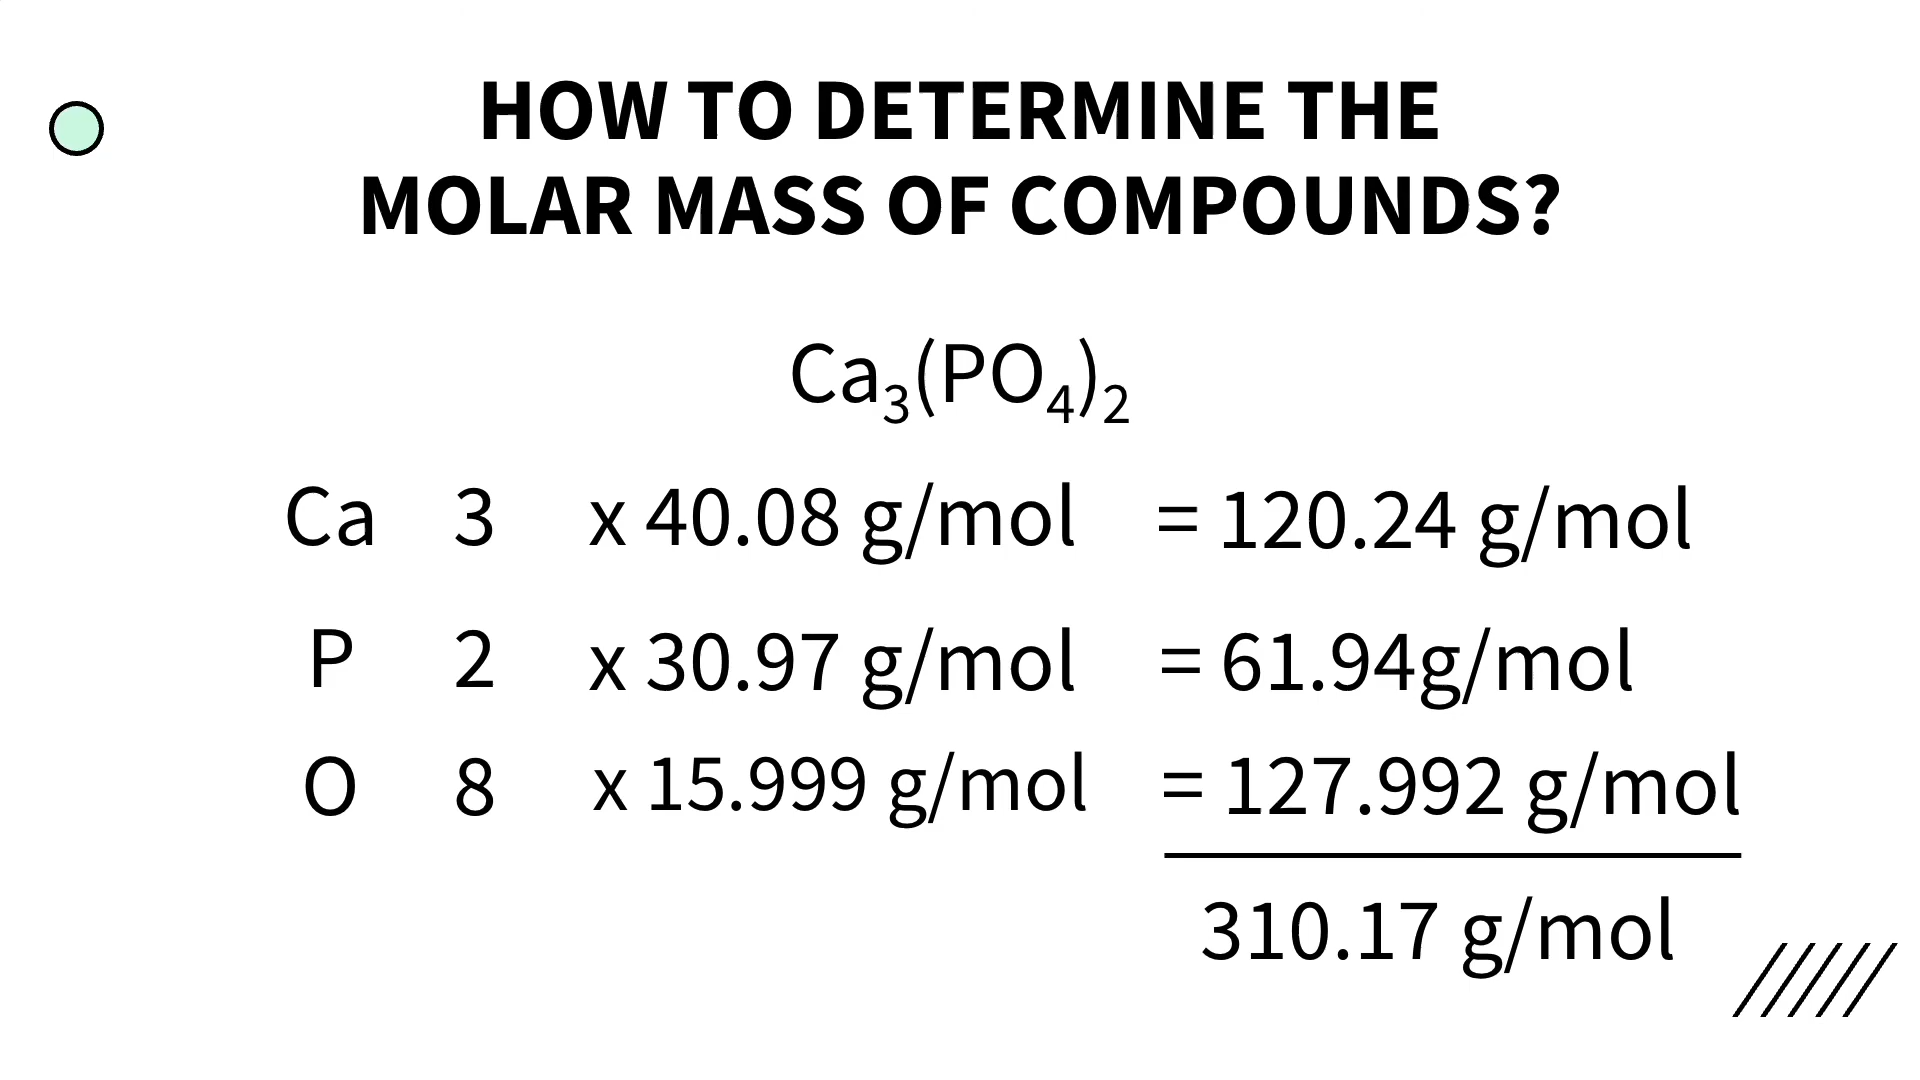 HOW TO DETERMINE THE
MOLAR MASS OF COMPOUNDS?
Ca₃(PO₄)₂
Ca 3 x 40.08 g/mol = 120.24 g/mol
P 2 x 30.97 g/mol = 61.94g/mol
O 8 x 15.999 g/mol = 127.992 g/mol
310.17 g/mol